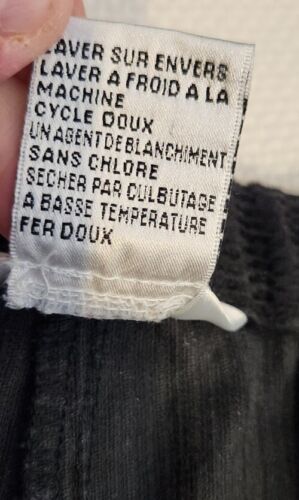 LAVER SUR ENVERS
LAVER A FROID A LA
MACHINE
CYCLE DOUX
UN AGENT DE BLANCHIMENT
SANS CHLORE
SECHER PAR CULBUTAGE
A BASSE TEMPERATURE
FER DOUX